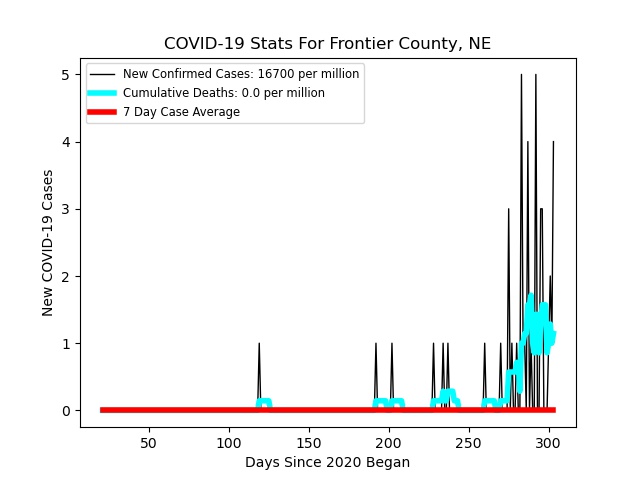 COVID-19 Stats For Frontier County, NE
New Confirmed Cases: 16700 per million
Cumulative Deaths: 0.0 per million
7 Day Case Average
New COVID-19 Cases
5
4
3
2
1
0
50 100 150 200 250 300
Days Since 2020 Began